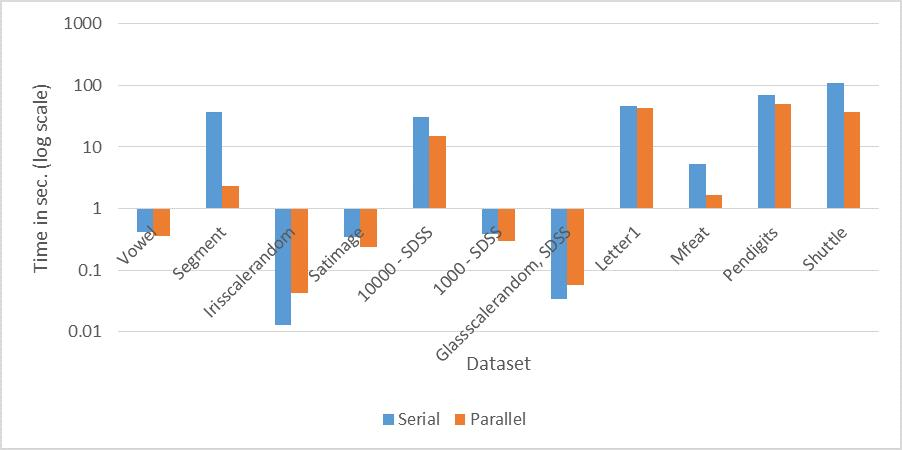 1000
100
10
1
0.1
0.01
Time in sec. (log scale)
Vowel
Segment
Irisscalerandom
Satimage
10000 - SDSS
1000 - SDSS
Glassscalerandom, SDSS
Letter1
Mfeat
Pendigits
Shuttle
Dataset
Serial Parallel